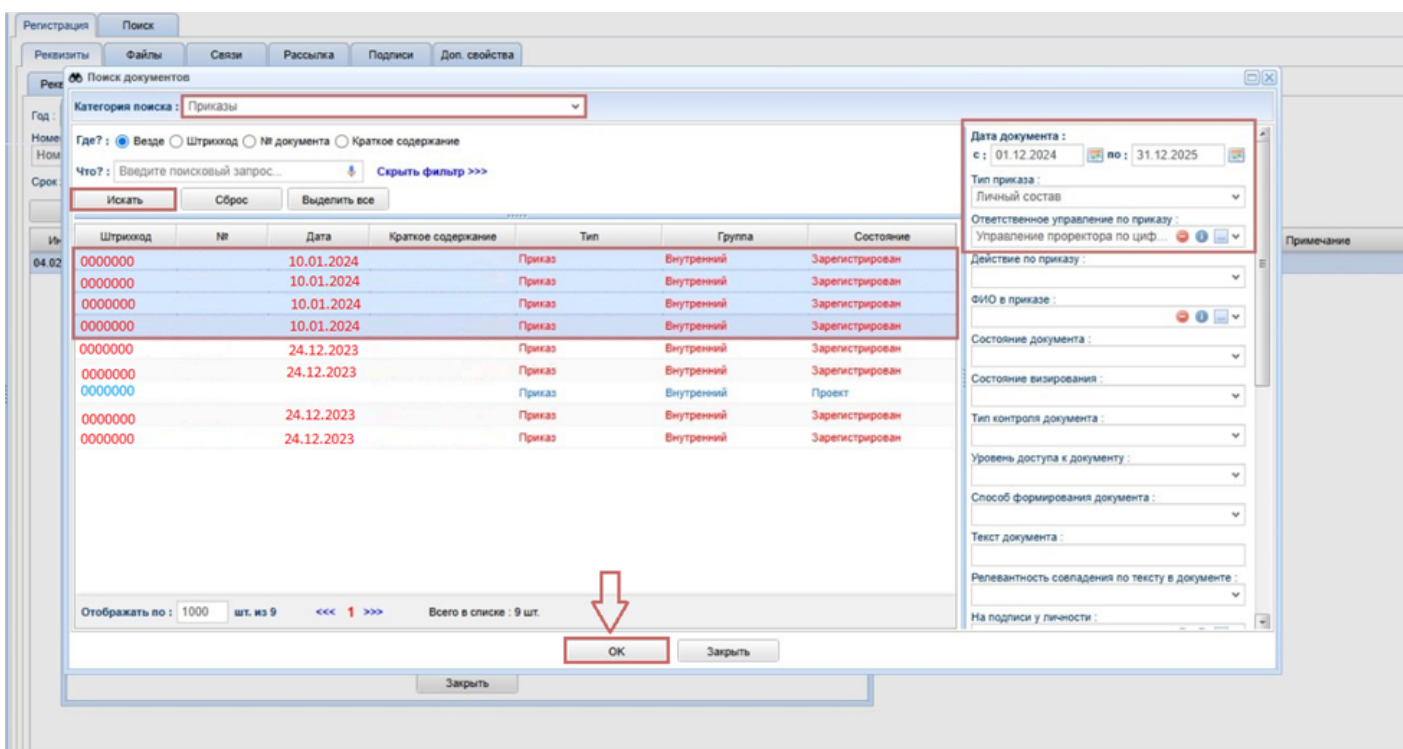 Регистрация Поиск
Реквизиты Файлы Связи Рассылка Подписи Доп. свойства
Поиск документов
Категория поиска : Приказы
Год :
Где? : Везде Штрихкод № документа Краткое содержание
Что? : Введите поисковый запрос... Скрыть фильтр >>>
Срок :
Искать Сброс Выделить все
Дата документа :
с : 01.12.2024 по : 31.12.2025
Тип приказа :
Личный состав
Ответственное управление по приказу :
Управление проректора по циф...
Штрихкод № Дата Краткое содержание Тип Группа Состояние
Примечание
04.02
0000000 10.01.2024 Приказ Внутренний Зарегистрирован
0000000 10.01.2024 Приказ Внутренний Зарегистрирован
0000000 10.01.2024 Приказ Внутренний Зарегистрирован
0000000 10.01.2024 Приказ Внутренний Зарегистрирован
0000000 24.12.2023 Приказ Внутренний Зарегистрирован
0000000 24.12.2023 Приказ Внутренний Зарегистрирован
0000000 Приказ Внутренний Проект
0000000 24.12.2023 Приказ Внутренний Зарегистрирован
0000000 24.12.2023 Приказ Внутренний Зарегистрирован
Действие по приказу :
ФИО в приказе :
Состояние документа :
Состояние визирования :
Тип контроля документа :
Уровень доступа к документу :
Способ формирования документа :
Текст документа :
Релевантность совпадения по тексту в документе :
На подписи у личности :
Отображать по : 1000 шт. из 9 <<< 1 >>> Всего в списке : 9 шт.
ОК Закрыть
Закрыть